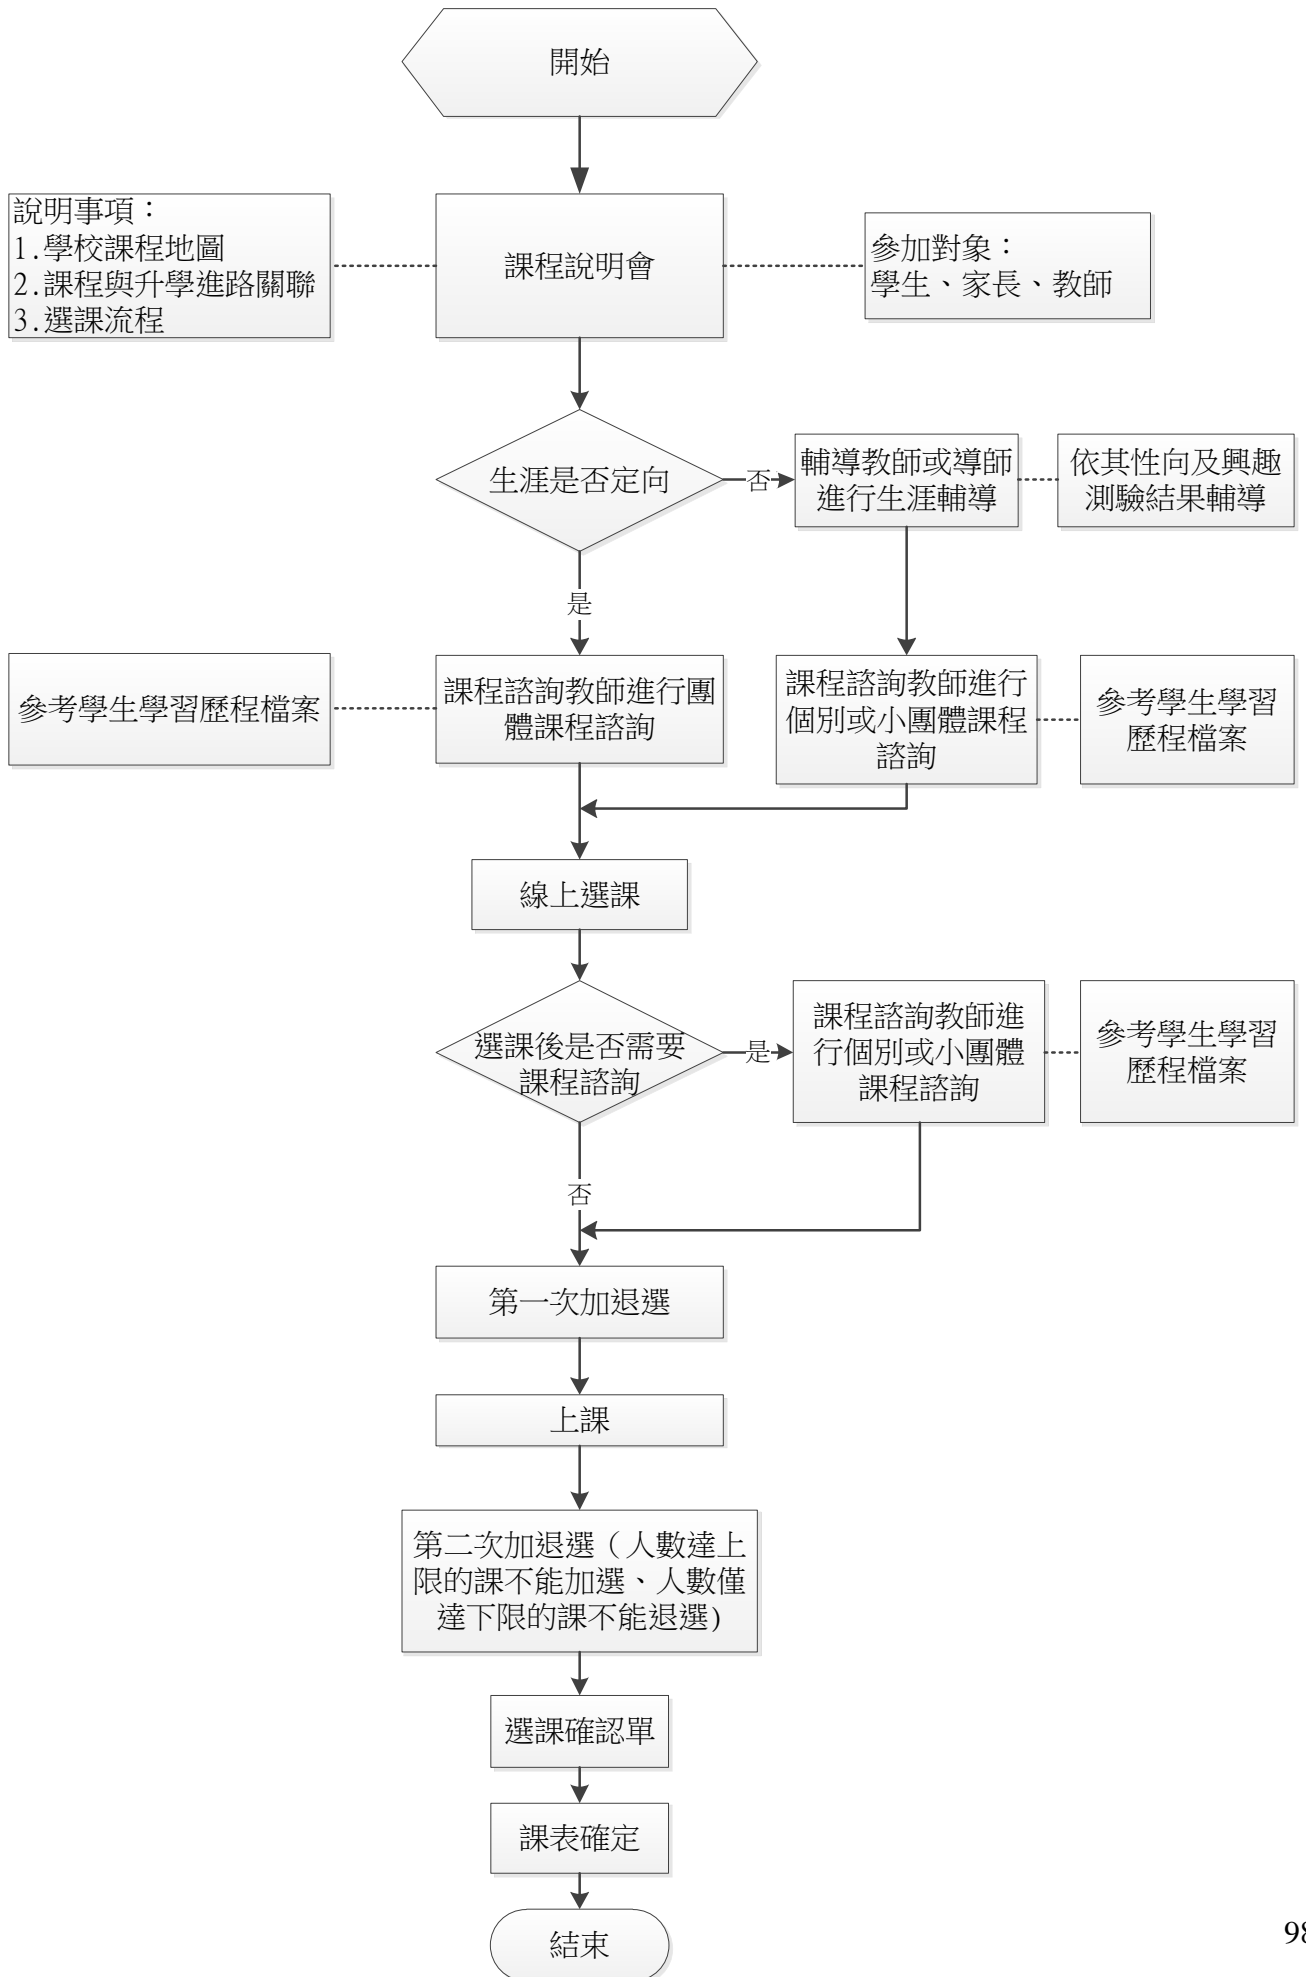 開始
說明事項：
1.學校課程地圖
2.課程與升學進路關聯
3.選課流程
課程說明會
參加對象：
學生、家長、教師
生涯是否定向
否
輔導教師或導師
進行生涯輔導
依其性向及興趣
測驗結果輔導
是
參考學生學習歷程檔案
課程諮詢教師進行團
體課程諮詢
課程諮詢教師進行
個別或小團體課程
諮詢
參考學生學習
歷程檔案
線上選課
選課後是否需要
課程諮詢
是
課程諮詢教師進
行個別或小團體
課程諮詢
參考學生學習
歷程檔案
否
第一次加退選
上課
第二次加退選（人數達上
限的課不能加選、人數僅
達下限的課不能退選)
選課確認單
課表確定
結束
98